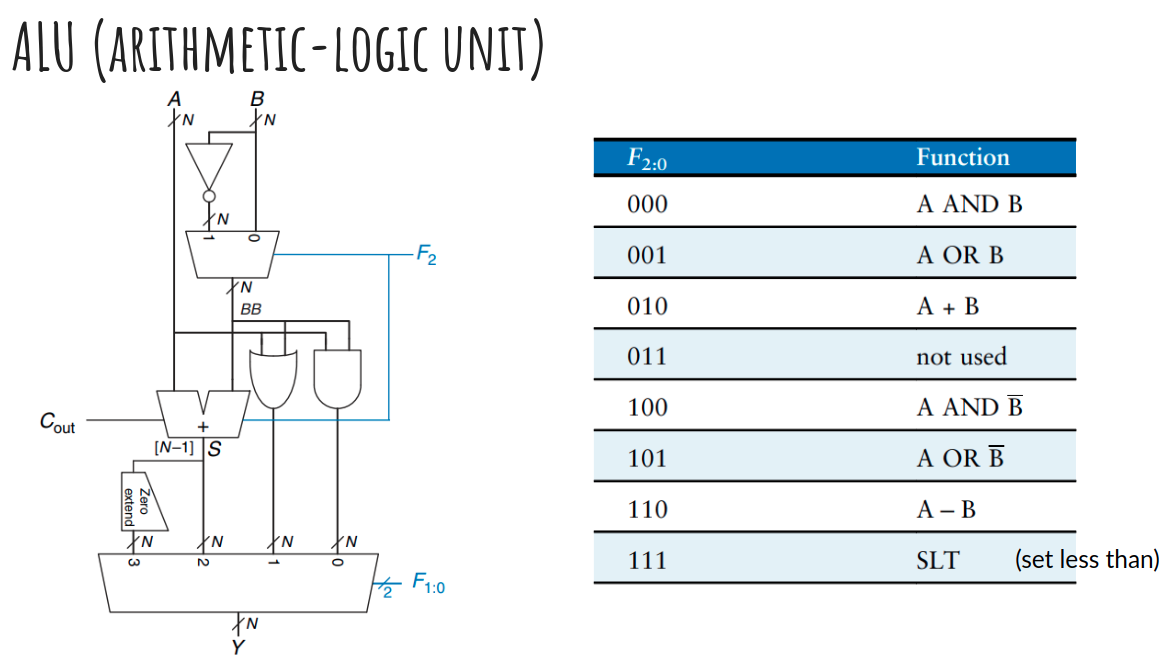 ALU (ARITHMETIC-LOGIC UNIT)
A
B
N
N
N
1
0
F2
N
BB
Cout
+
[N–1]
S
Zero
extend
N
N
N
N
3
2
1
0
2
F1:0
N
Y
F2:0 Function
000 A AND B
001 A OR B
010 A + B
011 not used
100 A AND B̅
101 A OR B̅
110 A – B
111 SLT (set less than)